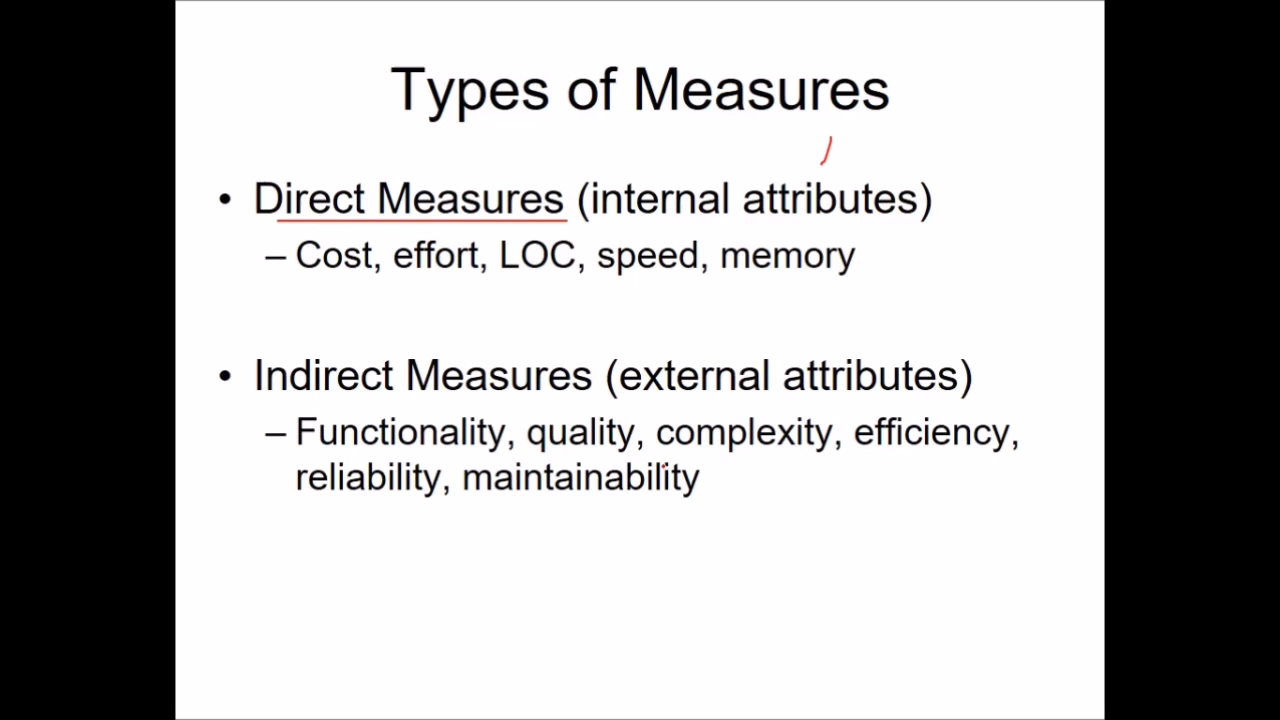 Types of Measures
• Direct Measures (internal attributes)
– Cost, effort, LOC, speed, memory
• Indirect Measures (external attributes)
– Functionality, quality, complexity, efficiency,
reliability, maintainability